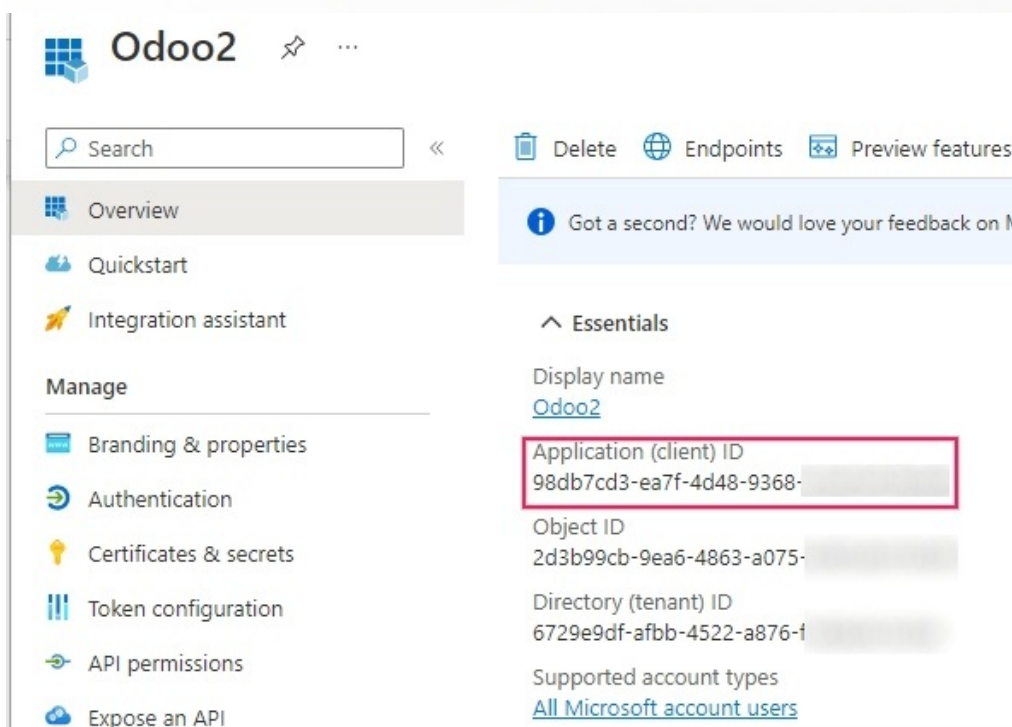 Odoo2
Search
Overview
Quickstart
Integration assistant
Manage
Branding & properties
Authentication
Certificates & secrets
Token configuration
API permissions
Expose an API
Delete Endpoints Preview features
Got a second? We would love your feedback on
Essentials
Display name
Odoo2
Application (client) ID
98db7cd3-ea7f-4d48-9368-
Object ID
2d3b99cb-9ea6-4863-a075-
Directory (tenant) ID
6729e9df-afbb-4522-a876-f
Supported account types
All Microsoft account users